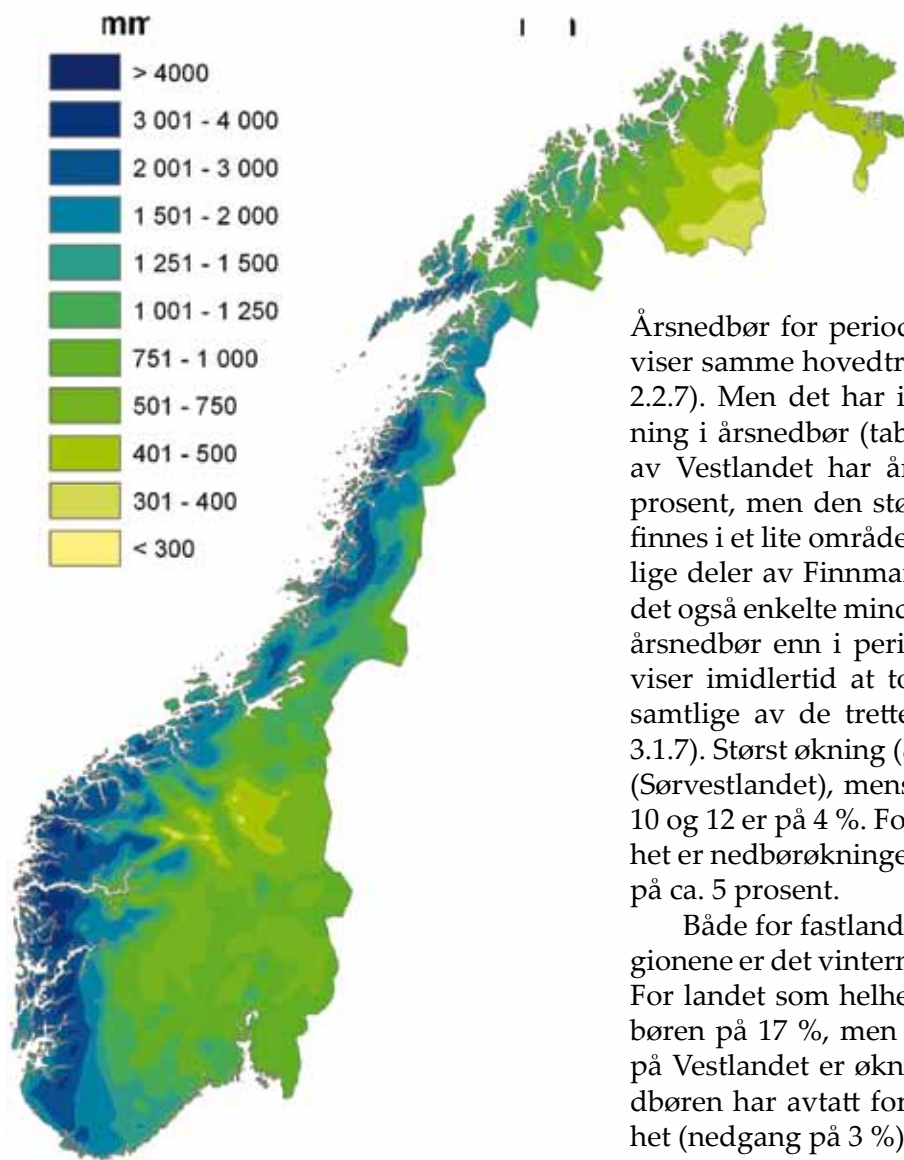 mm
> 4000
3 001 - 4 000
2 001 - 3 000
1 501 - 2 000
1 251 - 1 500
1 001 - 1 250
751 - 1 000
501 - 750
401 - 500
301 - 400
< 300
Årsnedbør for period
viser samme hovedtr
2.2.7). Men det har i
ning i årsnedbør (tab
av Vestlandet har år
prosent, men den stø
finnes i et lite område
lige deler av Finnmar
det også enkelte minc
årsnedbør enn i peri
viser imidlertid at to
samtlige av de trette
3.1.7). Størst økning (
(Sørvestlandet), mens
10 og 12 er på 4 %. Fo
het er nedbørøkninge
på ca. 5 prosent.
Både for fastland
gionene er det vintern
For landet som helhe
børen på 17 %, men
på Vestlandet er økn
dbøren har avtatt for
het (nedgang på 3 %)